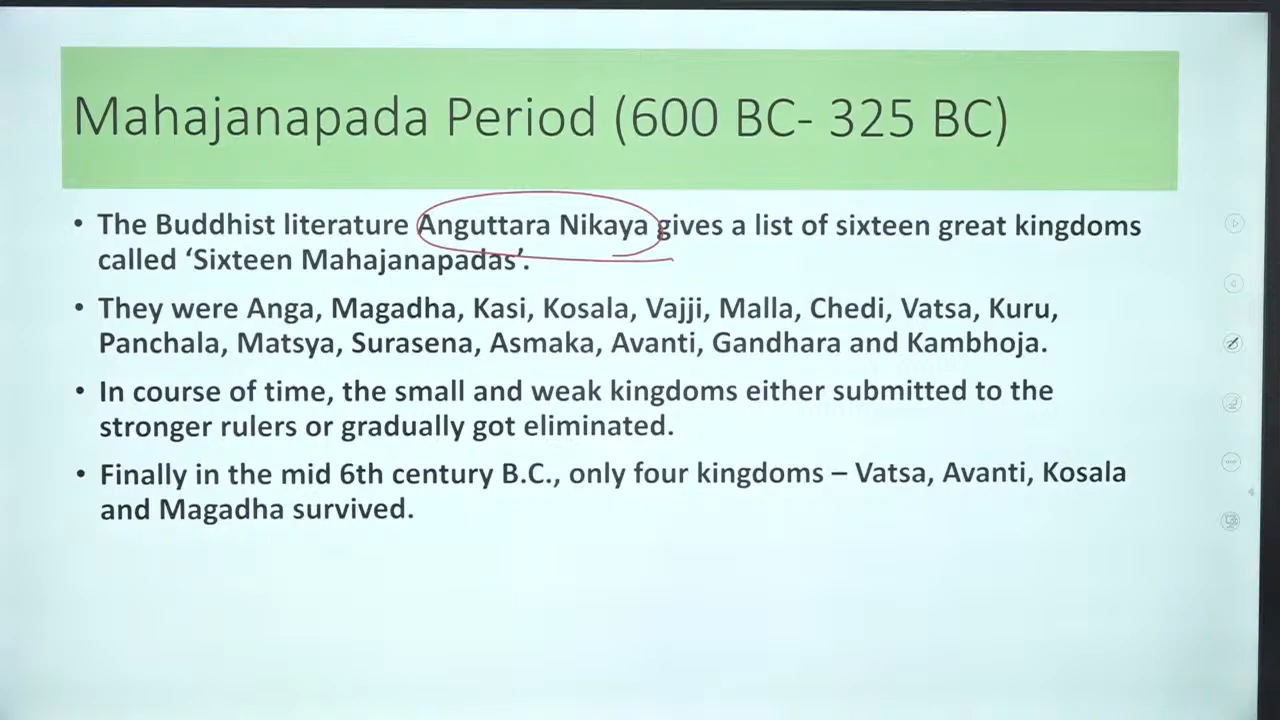 Mahajanapada Period (600 BC- 325 BC)
• The Buddhist literature Anguttara Nikaya gives a list of sixteen great kingdoms
called ‘Sixteen Mahajanapadas’.
• They were Anga, Magadha, Kasi, Kosala, Vajji, Malla, Chedi, Vatsa, Kuru,
Panchala, Matsya, Surasena, Asmaka, Avanti, Gandhara and Kambhoja.
• In course of time, the small and weak kingdoms either submitted to the
stronger rulers or gradually got eliminated.
• Finally in the mid 6th century B.C., only four kingdoms – Vatsa, Avanti, Kosala
and Magadha survived.